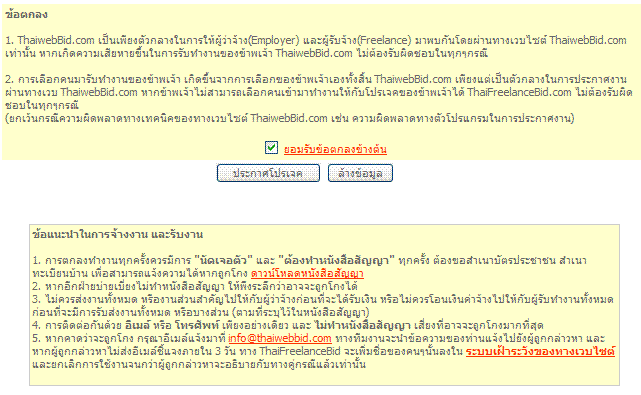 ข้อตกลง
1. ThaiwebBid.com เป็นเพียงตัวกลางในการให้ผู้ว่าจ้าง(Employer) และผู้รับจ้าง(Freelance) มาพบกันโดยผ่านทางเวบไซต์ ThaiwebBid.com
เท่านั้น หากเกิดความเสียหายขึ้นในการรับทำงานของข้าพเจ้า ThaiwebBid.com ไม่ต้องรับผิดชอบในทุกๆกรณี
2. การเลือกคนมารับทำงานของข้าพเจ้า เกิดขึ้นจากการเลือกของข้าพเจ้าเองทั้งสิ้น ThaiwebBid.com เพียงแต่เป็นตัวกลางในการประกาศงาน
ผ่านทางเวบ ThaiwebBid.com หากข้าพเจ้าไม่สามารถเลือกคนเข้ามาทำงานให้กับโปรเจคของข้าพเจ้าได้ ThaiFreelanceBid.com ไม่ต้องรับผิด
ชอบในทุกๆกรณี
(ยกเว้นกรณีความผิดพลาดทางเทคนิคของทางเวบไซต์ ThaiwebBid.com เช่น ความผิดพลาดทางตัวโปรแกรมในการประกาศงาน)
ยอมรับข้อตกลงข้างต้น
ประกาศโปรเจค ล้างข้อมูล
ข้อแนะนำในการจ้างงาน และรับงาน
1. การตกลงทำงานทุกครั้งควรมีการ "นัดเจอตัว" และ "ต้องทำหนังสือสัญญา" ทุกครั้ง ต้องขอสำเนาบัตรประชาชน สำเนา
ทะเบียนบ้าน เพื่อสามารถแจ้งความได้หากถูกโกง ดาวน์โหลดหนังสือสัญญา
2. หากอีกฝ่ายบ่ายเบี่ยงไม่ทำหนังสือสัญญา ให้พึงระลึกว่าอาจจะถูกโกงได้
3. ไม่ควรส่งงานทั้งหมด หรืองานส่วนสำคัญไปให้กับผู้ว่าจ้างก่อนที่จะได้รับเงิน หรือไม่ควรโอนเงินค่าจ้างไปให้กับผู้รับทำงานทั้งหมด
ก่อนที่จะมีการรับส่งงานทั้งหมด หรือบางส่วน (ตามที่ระบุไว้ในหนังสือสัญญา)
4. การติดต่อกันด้วย อีเมล์ หรือ โทรศัพท์ เพียงอย่างเดียว และ ไม่ทำหนังสือสัญญา เสี่ยงที่อาจจะถูกโกงมากที่สุด
5. หากคาดว่าจะถูกโกง กรุณาอีเมล์แจ้งมาที่ info@thaiwebbid.com ทางทีมงานจะนำข้อความของท่านแจ้งไปยังผู้ถูกกล่าวหา และ
หากผู้ถูกกล่าวหาไม่ส่งอีเมล์ชี้แจงภายใน 3 วัน ทาง ThaiFreelanceBid จะเพิ่มชื่อของคนๆนั้นลงใน ระบบเฝ้าระวังของทางเวบไซต์
และยกเลิกการใช้งานจนกว่าผู้ถูกกล่าวหาจะอธิบายกับทางคู่กรณีแล้วเท่านั้น